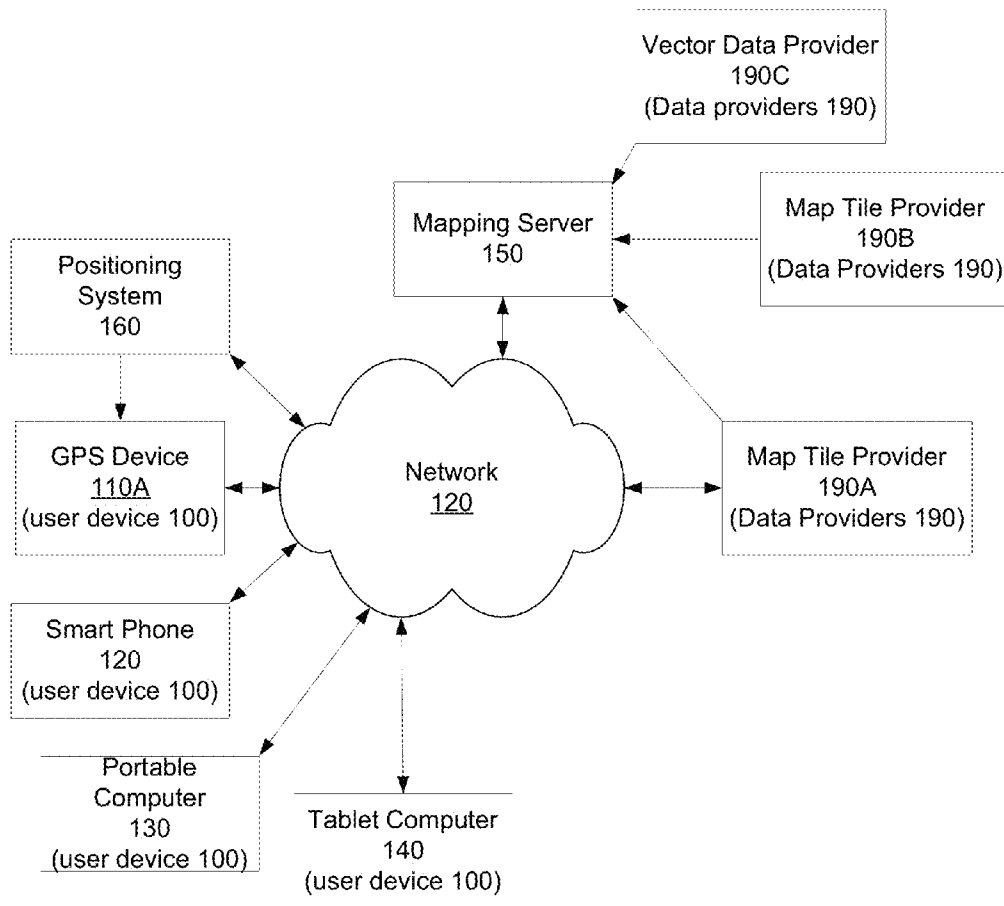 Vector Data Provider
190C
(Data providers 190)
Mapping Server
150
Map Tile Provider
190B
(Data Providers 190)
Positioning
System
160
GPS Device
110A
(user device 100)
Network
120
Map Tile Provider
190A
(Data Providers 190)
Smart Phone
120
(user device 100)
Portable
Computer
130
(user device 100)
Tablet Computer
140
(user device 100)